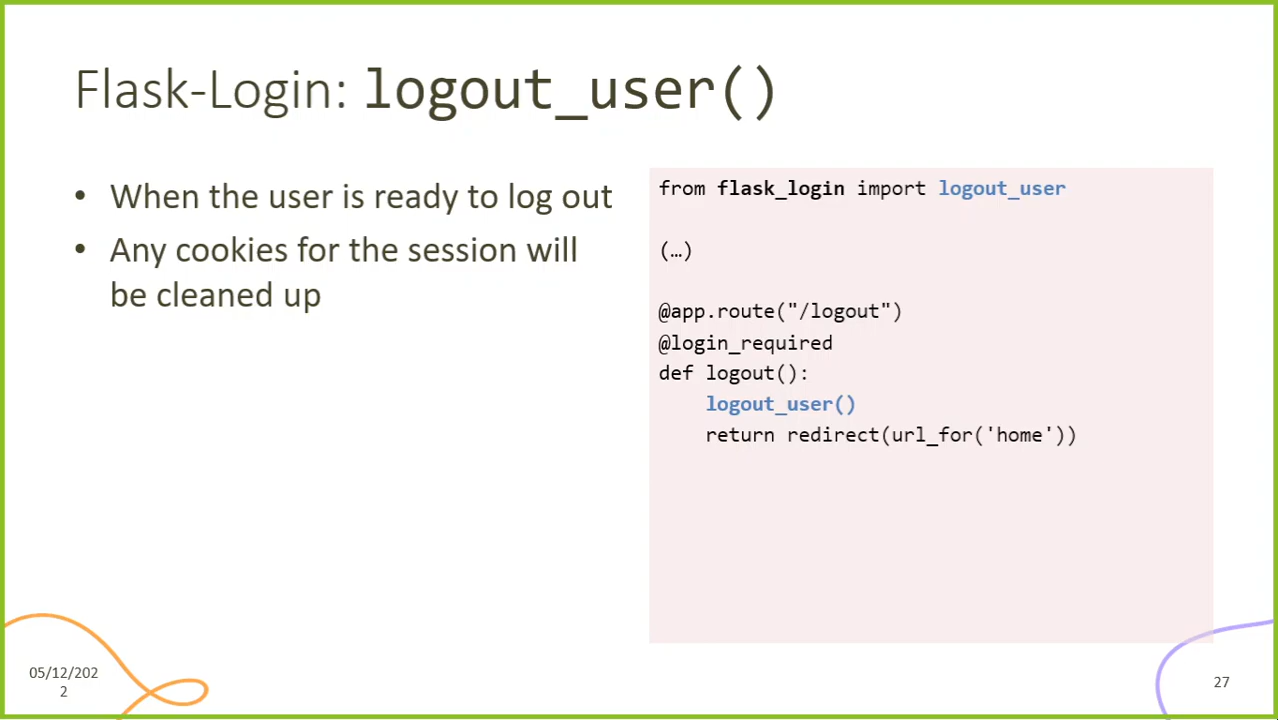 Flask-Login: logout_user()
• When the user is ready to log out
• Any cookies for the session will
be cleaned up
from flask_login import logout_user
(…)
@app.route("/logout")
@login_required
def logout():
    logout_user()
    return redirect(url_for('home'))
05/12/202
2
27